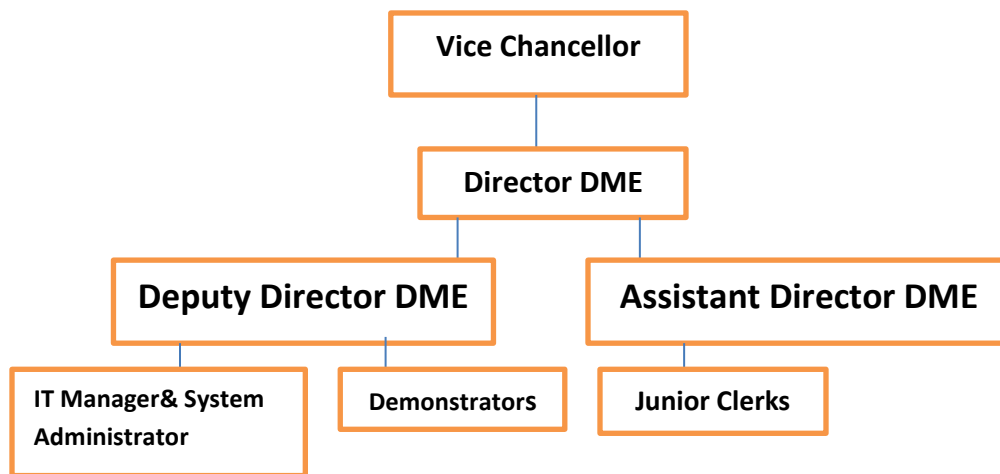 Vice Chancellor
Director DME
Deputy Director DME
Assistant Director DME
IT Manager& System
Administrator
Demonstrators
Junior Clerks